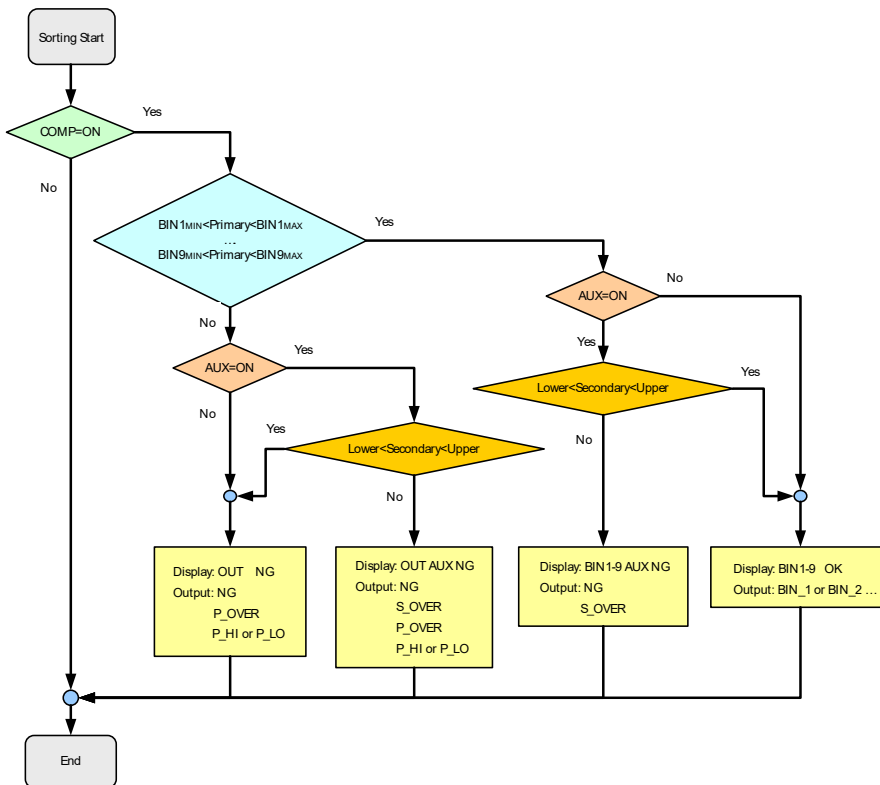 Sorting Start
Yes
COMP=ON
No
BIN1MIN<Primary<BIN1MAX
...
BIN9MIN<Primary<BIN9MAX
Yes
No
AUX=ON
No
Yes
AUX=ON
Yes
No
Yes
Lower<Secondary<Upper
Yes
No
Lower<Secondary<Upper
No
Display: OUT NG
Output: NG
P_OVER
P_HI or P_LO
Display: OUT AUX NG
Output: NG
S_OVER
P_OVER
P_HI or P_LO
Display: BIN1-9 AUX NG
Output: NG
S_OVER
Display: BIN1-9 OK
Output: BIN_1 or BIN_2 ...
End